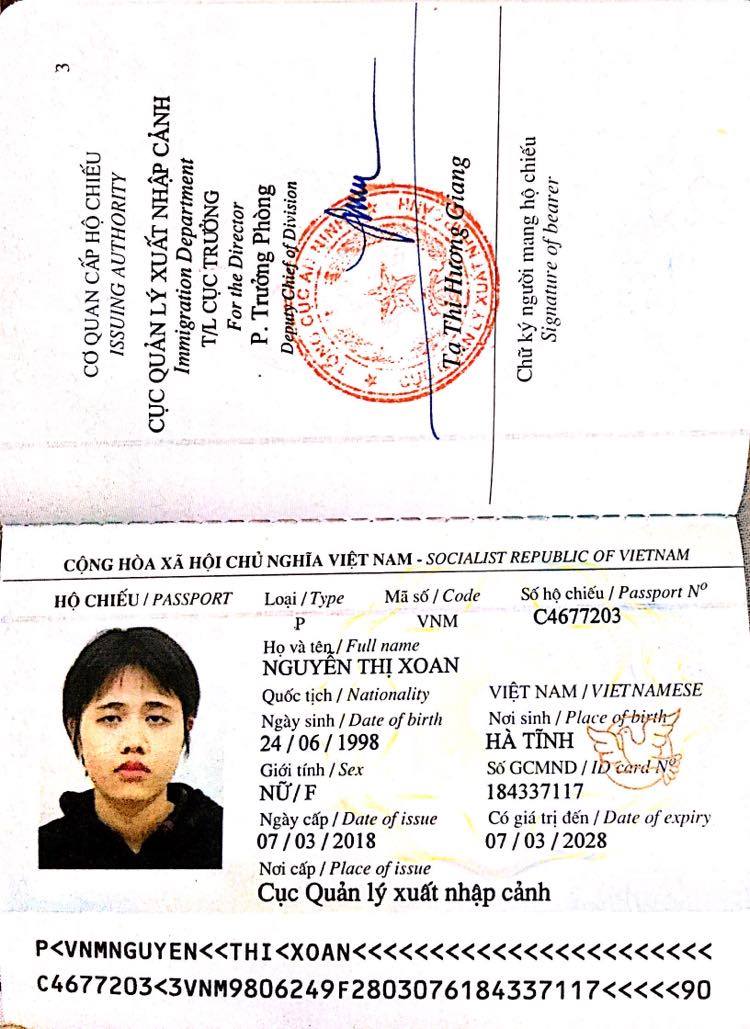 3
CƠ QUAN CẤP HỘ CHIẾU
ISSUING AUTHORITY
CỤC QUẢN LÝ XUẤT NHẬP CẢNH
Immigration Department
T/L CỤC TRƯỞNG
For the Director
P. Trưởng Phòng
Deputy Chief of Division
Tạ Thị Hương Giang
Chữ ký người mang hộ chiếu
Signature of bearer
CỘNG HÒA XÃ HỘI CHỦ NGHĨA VIỆT NAM - SOCIALIST REPUBLIC OF VIETNAM
HỘ CHIẾU / PASSPORT Loại / Type Mã số / Code Số hộ chiếu / Passport Nº
P VNM C4677203
Họ và tên / Full name
NGUYỄN THỊ XOAN
Quốc tịch / Nationality VIỆT NAM / VIETNAMESE
Ngày sinh / Date of birth Nơi sinh / Place of birth
24 / 06 / 1998 HÀ TĨNH
Giới tính / Sex Số GCMND / ID card Nº
NỮ / F 184337117
Ngày cấp / Date of issue Có giá trị đến / Date of expiry
07 / 03 / 2018 07 / 03 / 2028
Nơi cấp / Place of issue
Cục Quản lý xuất nhập cảnh
P<VNMNGUYEN<<THI<XOAN<<<<<<<<<<<<<<<<<<<<<<<
C4677203<3VNM9806249F2803076184337117<<<<<90